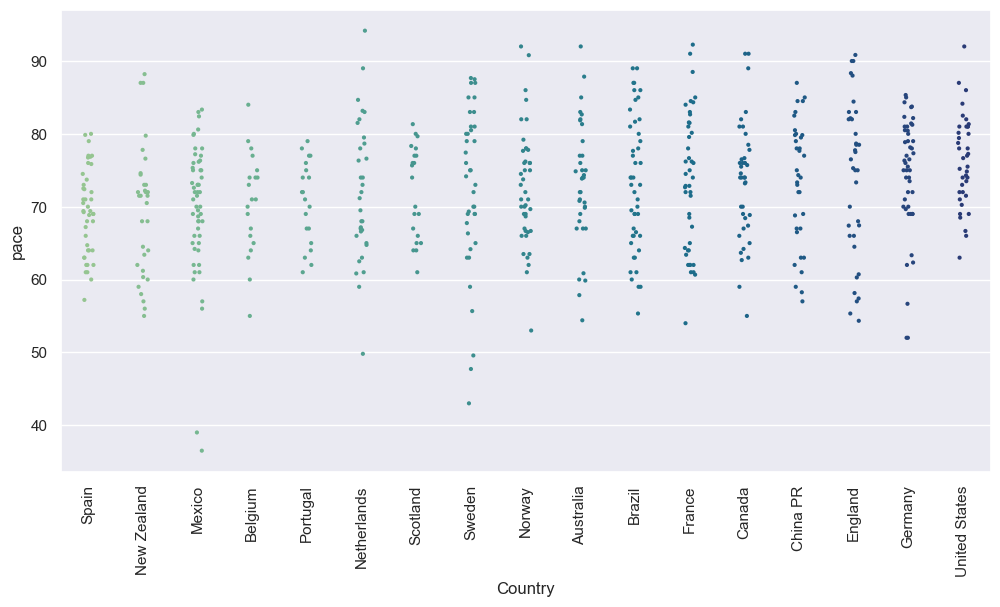 90
80
70
60
50
40
pace
Spain
New Zealand
Mexico
Belgium
Portugal
Netherlands
Scotland
Sweden
Norway
Australia
Brazil
France
Canada
China PR
England
Germany
United States
Country